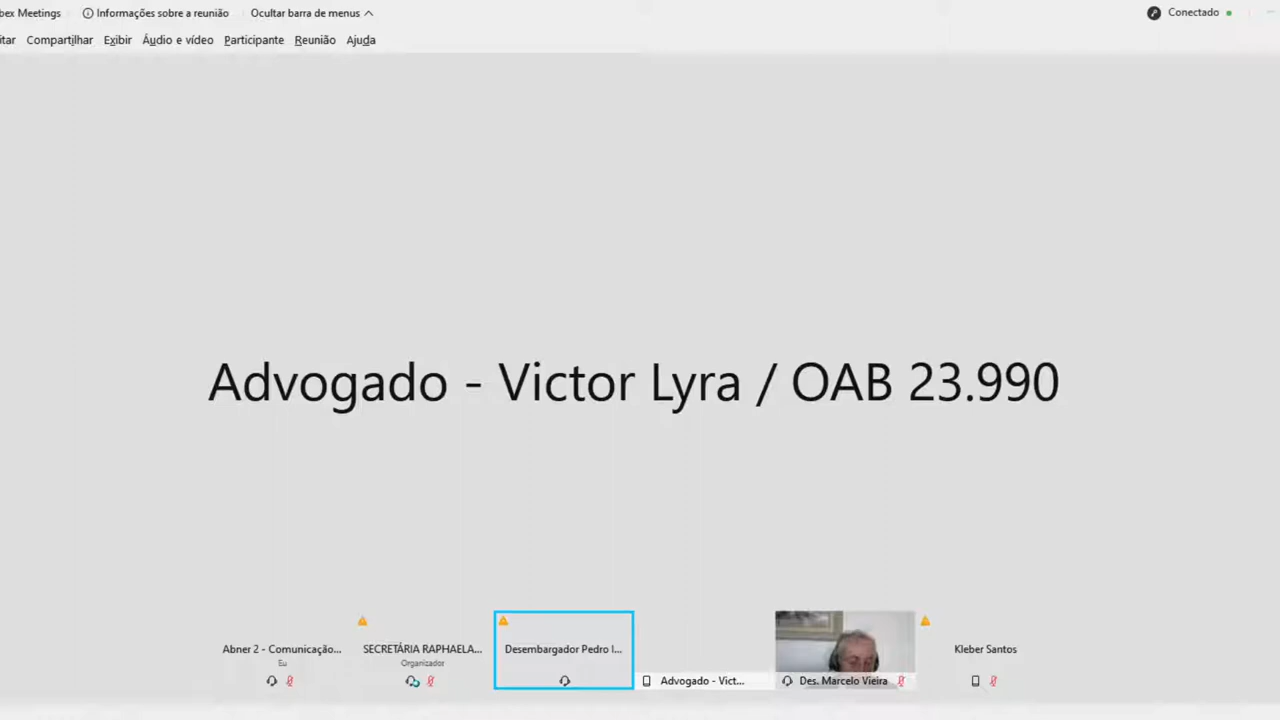 bex Meetings Informações sobre a reunião Ocultar barra de menus Conectado
itar Compartilhar Exibir Áudio e vídeo Participante Reunião Ajuda
Advogado - Victor Lyra / OAB 23.990
Abner 2 - Comunicação...
Eu
SECRETÁRIA RAPHAELA...
Organizador
Desembargador Pedro I...
Advogado - Vict...
Des. Marcelo Vieira
Kleber Santos